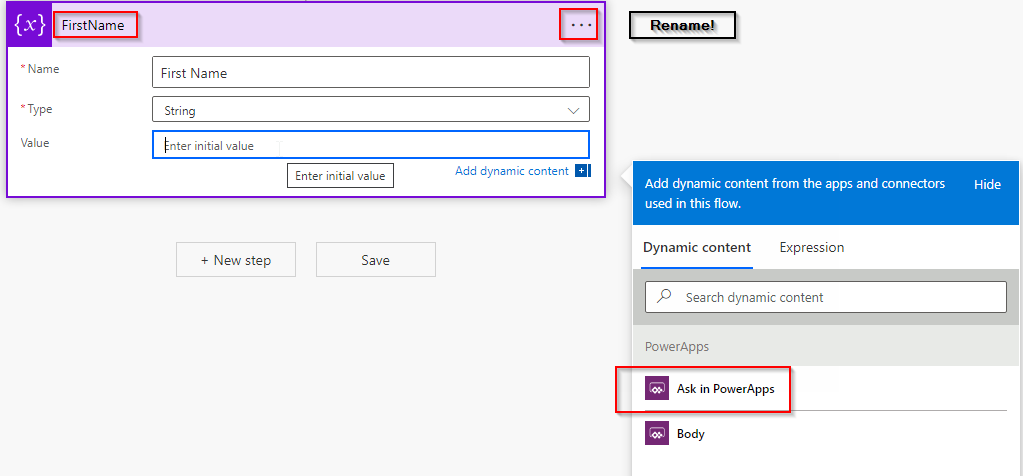 {x} FirstName ... Rename!
* Name First Name
* Type String
Value Enter initial value
Enter initial value Add dynamic content
Add dynamic content from the apps and connectors Hide
used in this flow.
Dynamic content Expression
+ New step Save
Search dynamic content
PowerApps
Ask in PowerApps
Body